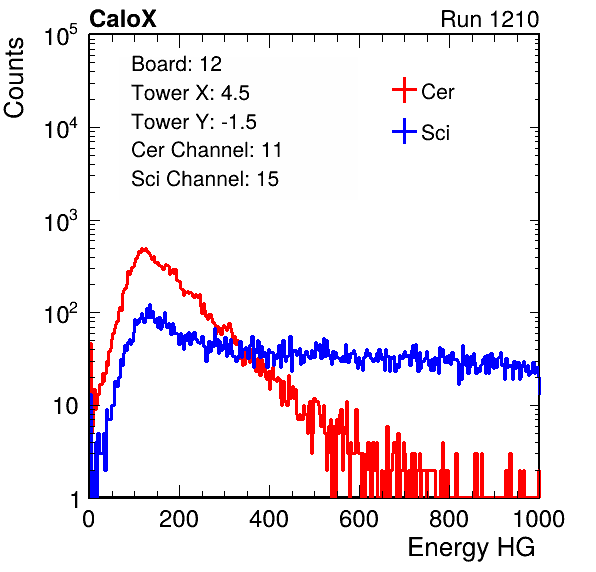 CaloX Run 1210
Counts
10^5
10^4
10^3
10^2
10
1
Board: 12
Tower X: 4.5
Tower Y: -1.5
Cer Channel: 11
Sci Channel: 15
Cer
Sci
0 200 400 600 800 1000
Energy HG